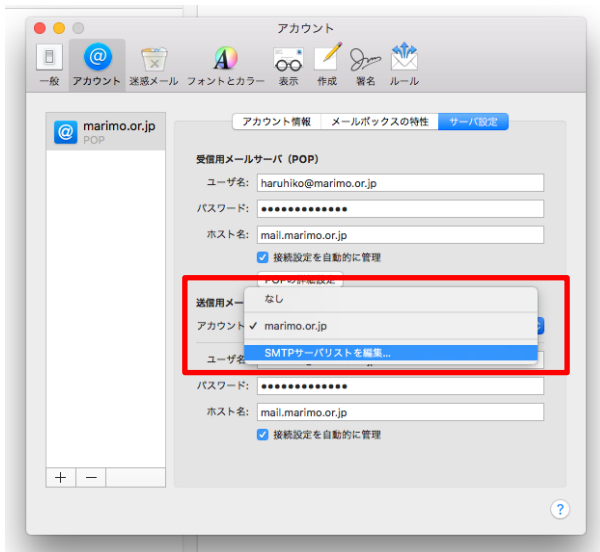 アカウント
@
一般 アカウント 迷惑メール フォントとカラー 表示 作成 署名 ルール
@ marimo.or.jp
POP
アカウント情報 メールボックスの特性 サーバ設定
受信用メールサーバ（POP）
ユーザ名: haruhiko@marimo.or.jp
パスワード: ●●●●●●●●●●●●●
ホスト名: mail.marimo.or.jp
接続設定を自動的に管理
POPの詳細設定
なし
送信用メー
アカウント ✓ marimo.or.jp
SMTPサーバリストを編集...
ユーザ名
パスワード: ●●●●●●●●●●●●●
ホスト名: mail.marimo.or.jp
接続設定を自動的に管理
+ −
?